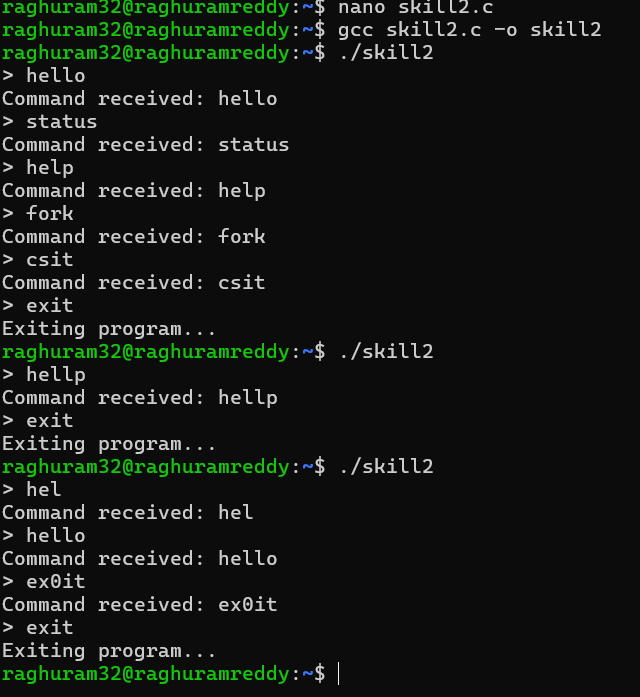 raghuram32@raghuramreddy:~$ nano skill2.c
raghuram32@raghuramreddy:~$ gcc skill2.c -o skill2
raghuram32@raghuramreddy:~$ ./skill2
> hello
Command received: hello
> status
Command received: status
> help
Command received: help
> fork
Command received: fork
> csit
Command received: csit
> exit
Exiting program...
raghuram32@raghuramreddy:~$ ./skill2
> hellp
Command received: hellp
> exit
Exiting program...
raghuram32@raghuramreddy:~$ ./skill2
> hel
Command received: hel
> hello
Command received: hello
> ex0it
Command received: ex0it
> exit
Exiting program...
raghuram32@raghuramreddy:~$